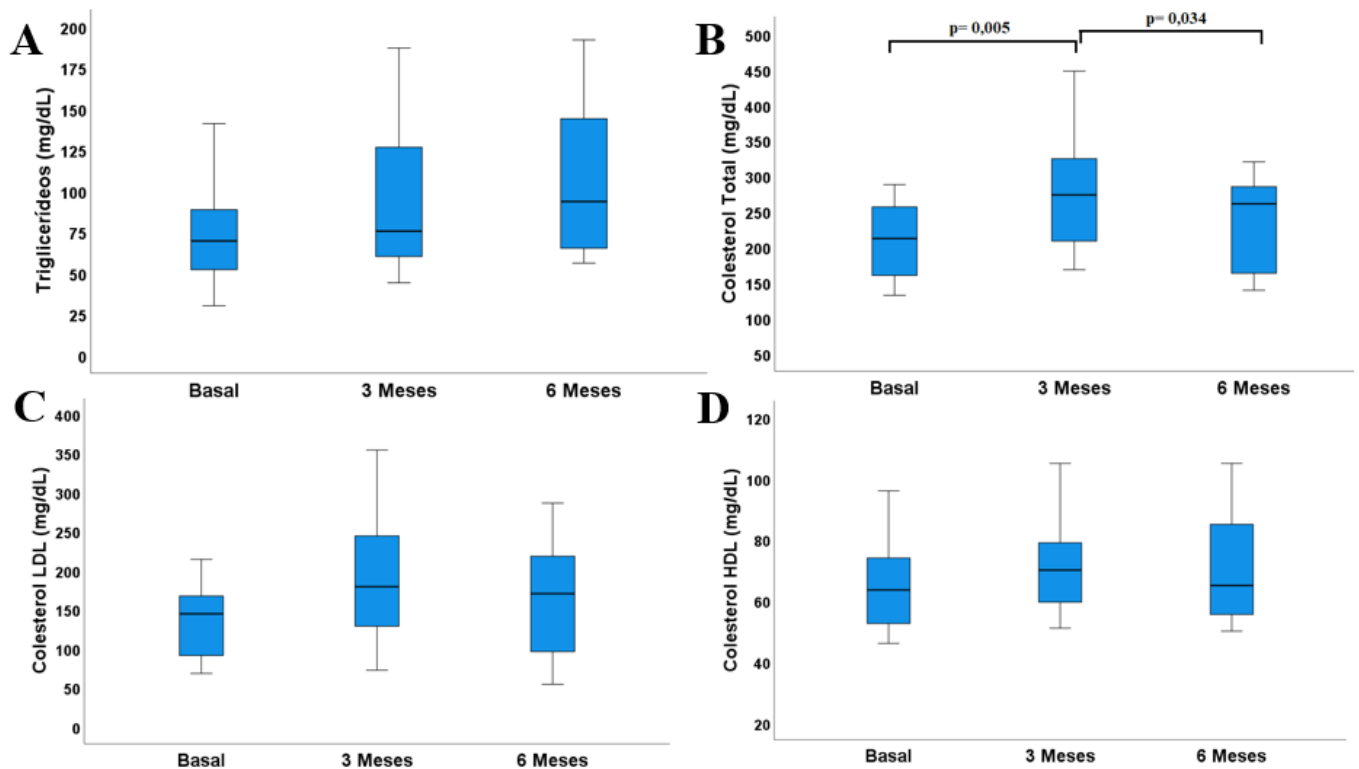 A
Triglicerídeos (mg/dL)
200
175
150
125
100
75
50
25
0
Basal 3 Meses 6 Meses
B
p= 0,005 p= 0,034
Colesterol Total (mg/dL)
500
450
400
350
300
250
200
150
100
50
Basal 3 Meses 6 Meses
C
Colesterol LDL (mg/dL)
400
350
300
250
200
150
100
50
0
Basal 3 Meses 6 Meses
D
Colesterol HDL (mg/dL)
120
100
80
60
40
20
Basal 3 Meses 6 Meses